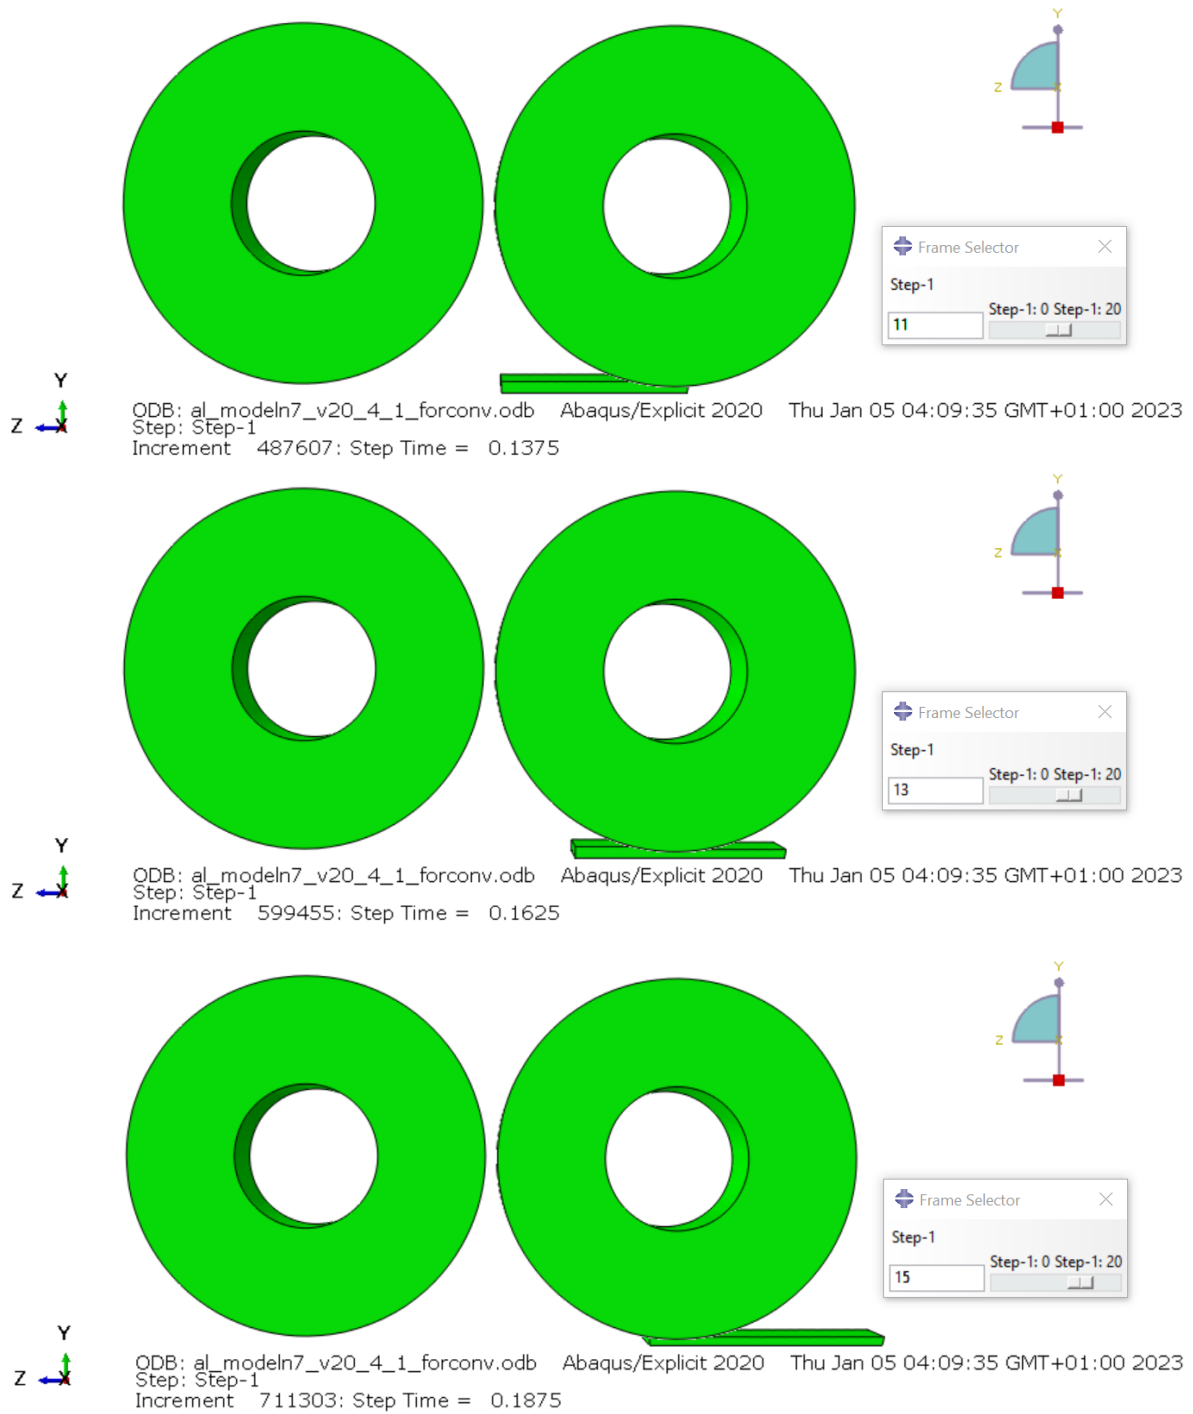 Y
Z
X
Frame Selector
Step-1
Step-1: 0 Step-1: 20
11
Y
Z
X
ODB: al_modeln7_v20_4_1_forconv.odb Abaqus/Explicit 2020 Thu Jan 05 04:09:35 GMT+01:00 2023
Step: Step-1
Increment 487607: Step Time = 0.1375
Y
Z
X
Frame Selector
Step-1
Step-1: 0 Step-1: 20
13
Y
Z
X
ODB: al_modeln7_v20_4_1_forconv.odb Abaqus/Explicit 2020 Thu Jan 05 04:09:35 GMT+01:00 2023
Step: Step-1
Increment 599455: Step Time = 0.1625
Y
Z
X
Frame Selector
Step-1
Step-1: 0 Step-1: 20
15
Y
Z
X
ODB: al_modeln7_v20_4_1_forconv.odb Abaqus/Explicit 2020 Thu Jan 05 04:09:35 GMT+01:00 2023
Step: Step-1
Increment 711303: Step Time = 0.1875